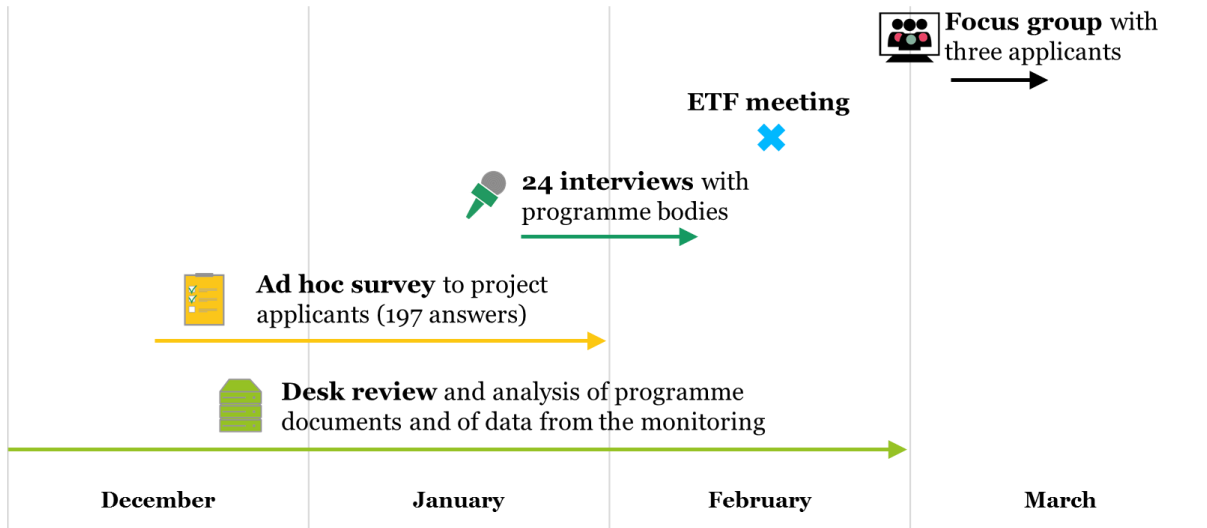 Focus group with
three applicants
ETF meeting
24 interviews with
programme bodies
Ad hoc survey to project
applicants (197 answers)
Desk review and analysis of programme
documents and of data from the monitoring
December
January
February
March